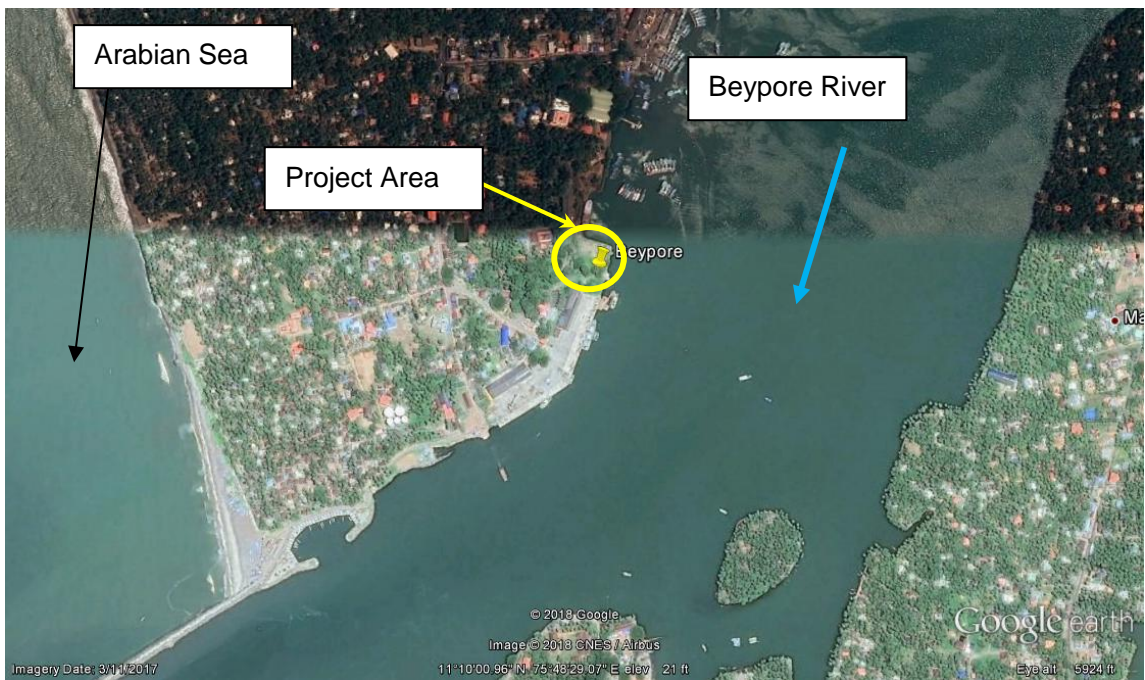 Arabian Sea
Beypore River
Project Area
Beypore
Ma
© 2018 Google
Image © 2018 CNES / Airbus
Google earth
Imagery Date: 3/11/2017
11°10'00.96" N 75°48'29.07" E elev 21 ft
Eye alt 5924 ft